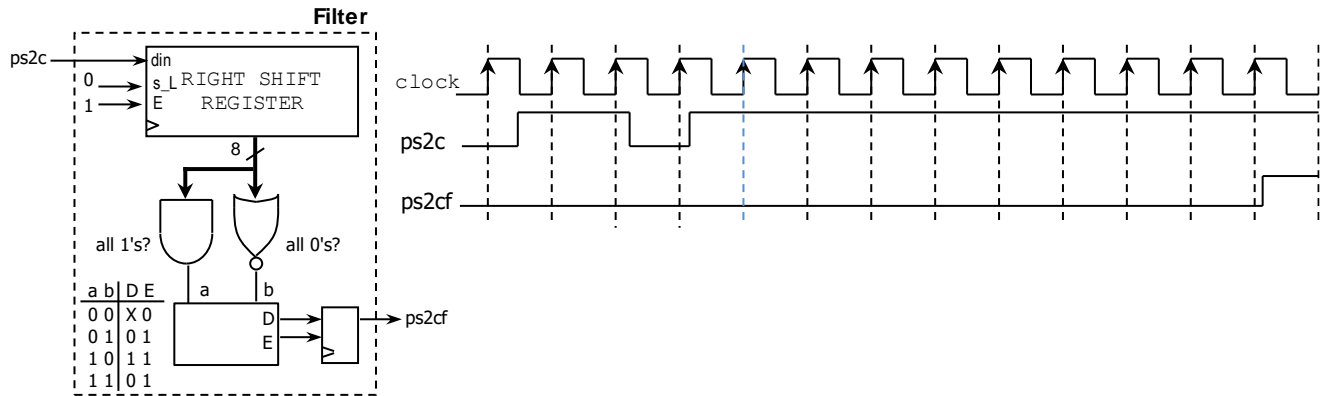 Filter
ps2c
din
0
s_L
RIGHT SHIFT
REGISTER
1
E
8
all 1's?
all 0's?
a
b
a b D E
0 0 X 0
0 1 0 1
1 0 1 1
1 1 0 1
D
E
ps2cf
clock
ps2c
ps2cf